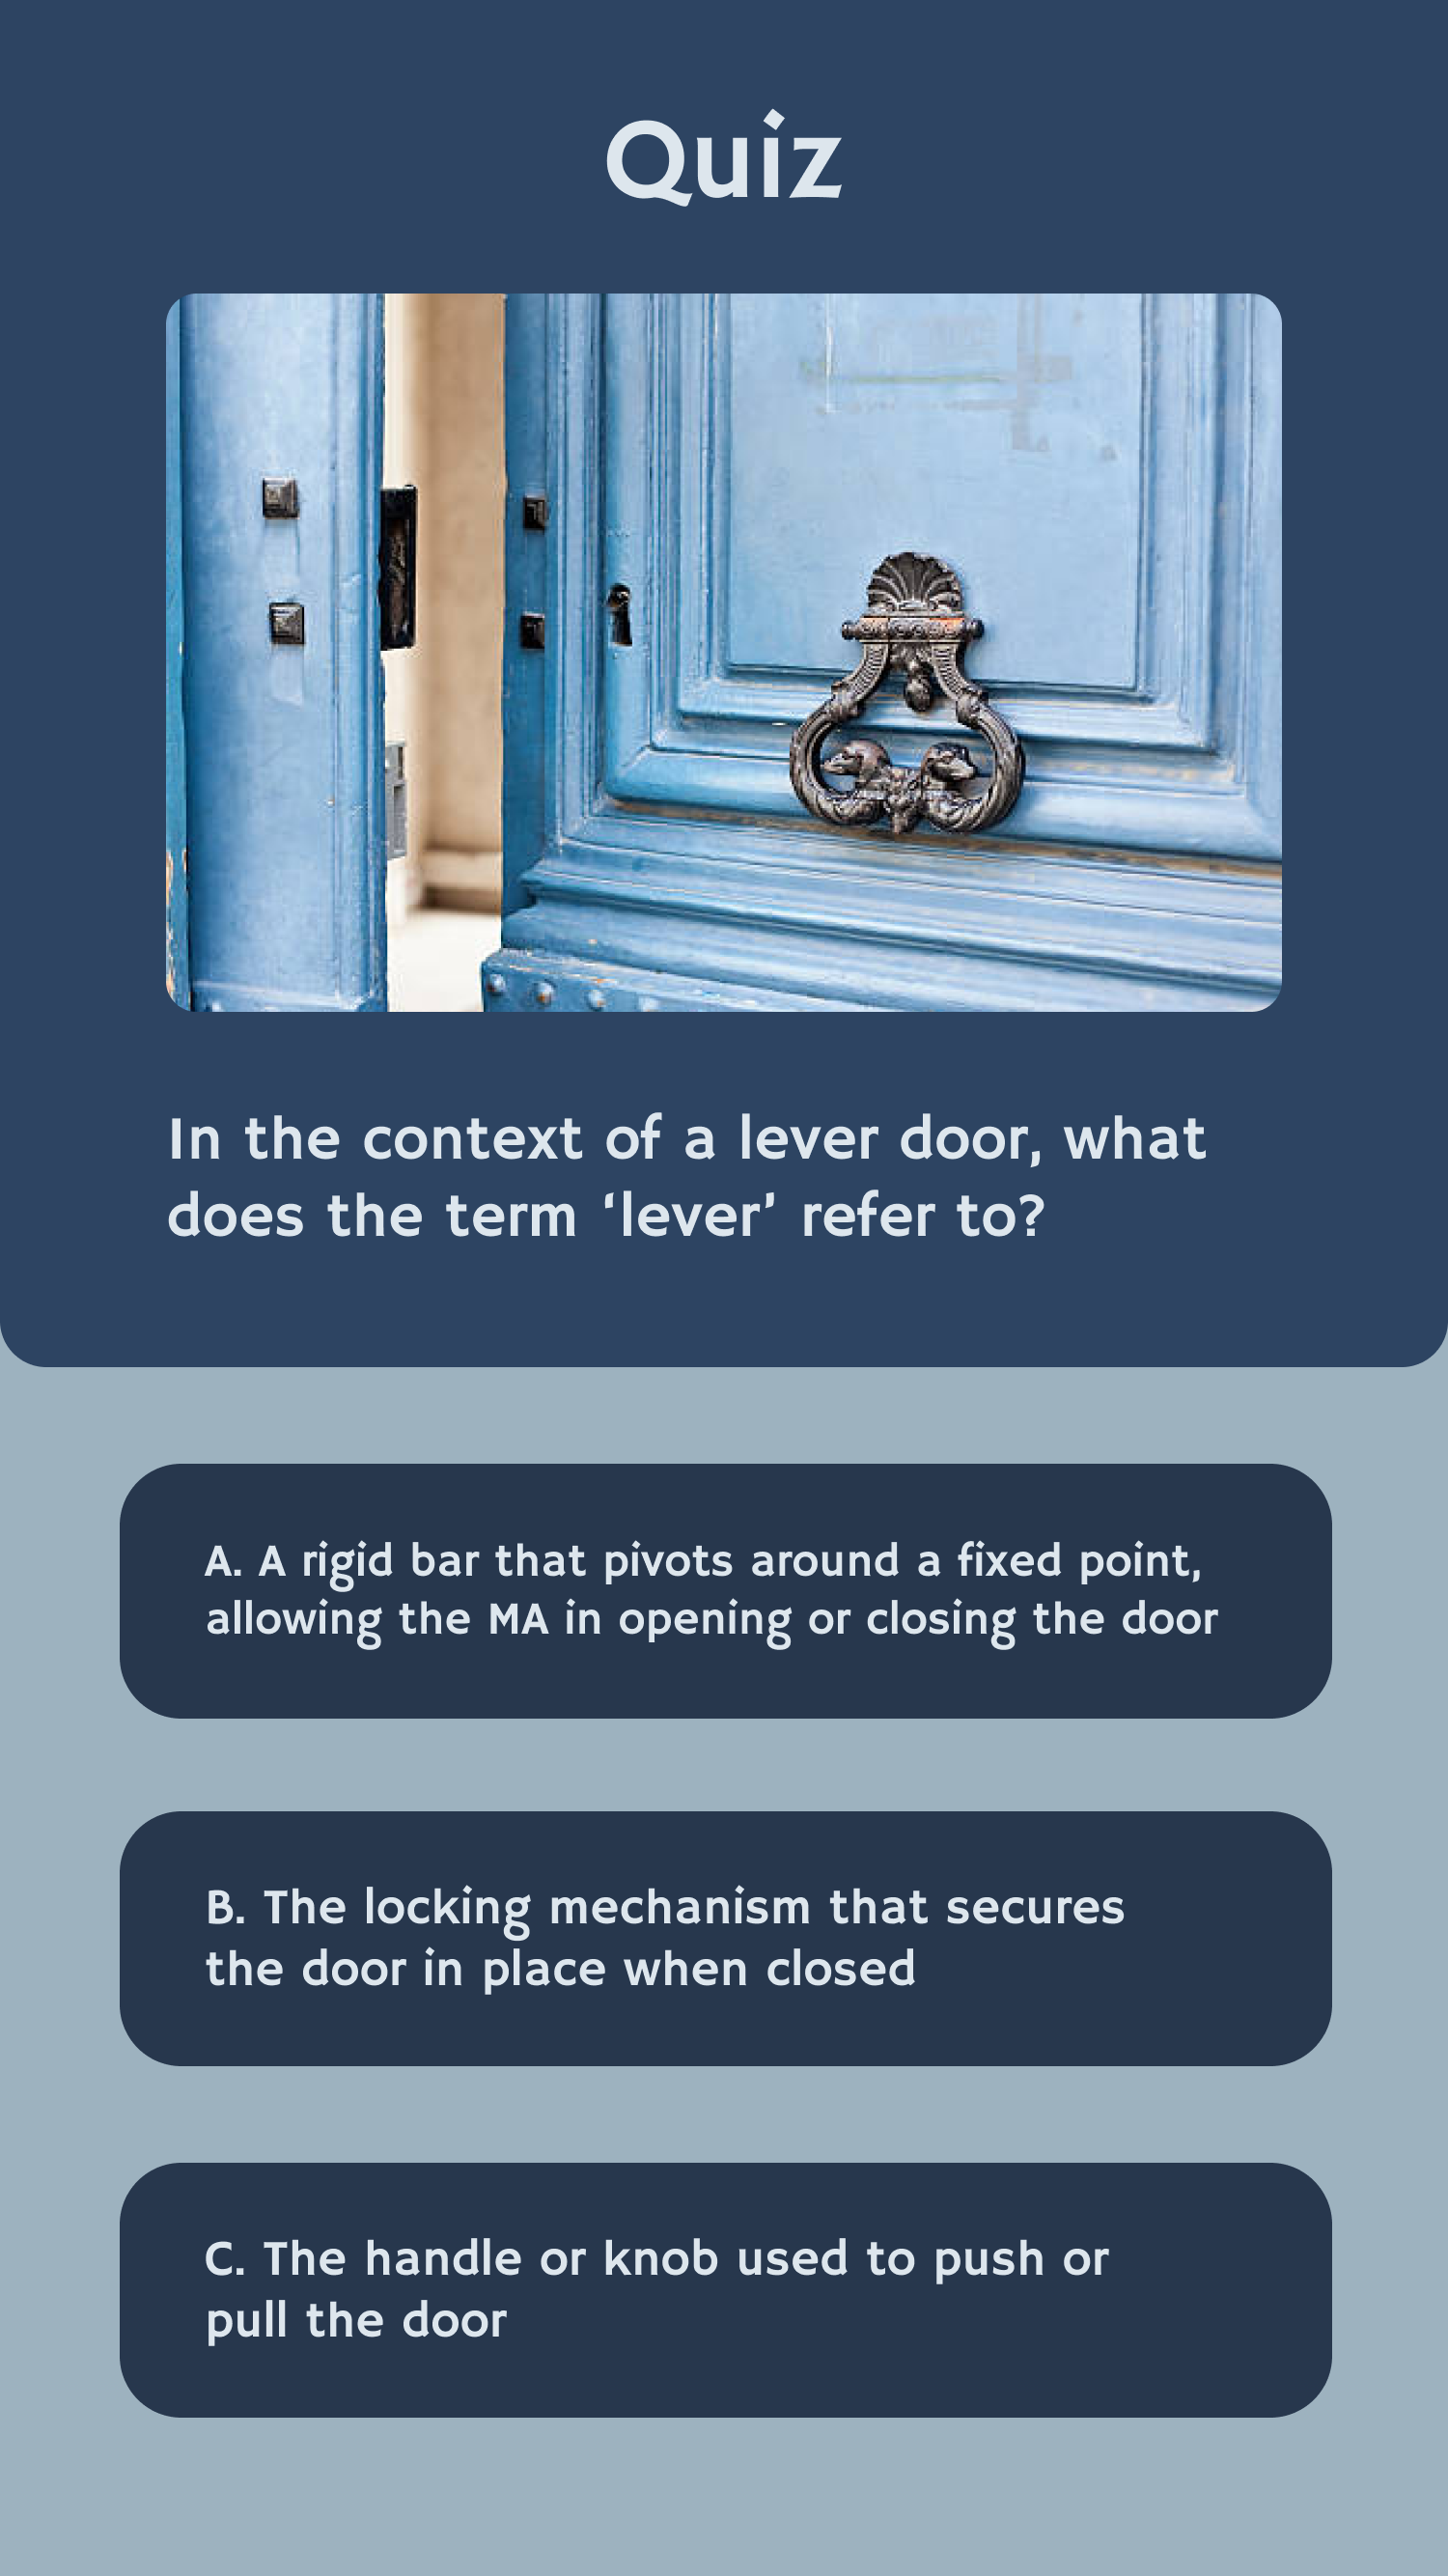 Quiz
In the context of a lever door, what
does the term ‘lever’ refer to?
A. A rigid bar that pivots around a fixed point,
allowing the MA in opening or closing the door
B. The locking mechanism that secures
the door in place when closed
C. The handle or knob used to push or
pull the door